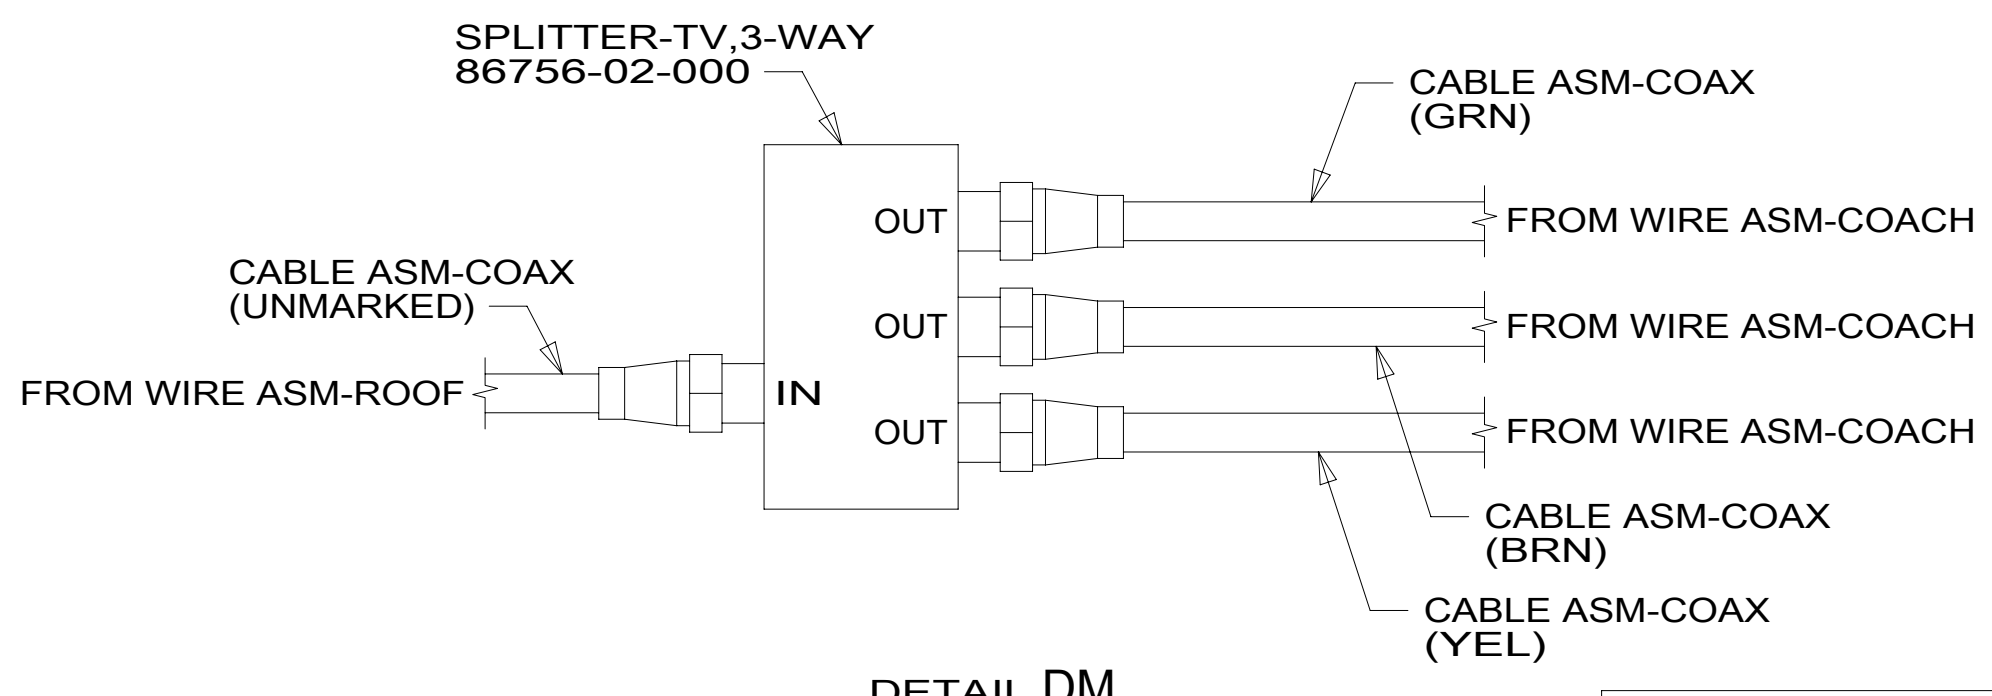 SPLITTER-TV,3-WAY
86756-02-000
CABLE ASM-COAX
(GRN)
OUT
FROM WIRE ASM-COACH
CABLE ASM-COAX
(UNMARKED)
OUT
FROM WIRE ASM-COACH
FROM WIRE ASM-ROOF
IN
OUT
FROM WIRE ASM-COACH
CABLE ASM-COAX
(BRN)
CABLE ASM-COAX
(YEL)
DETAIL DM